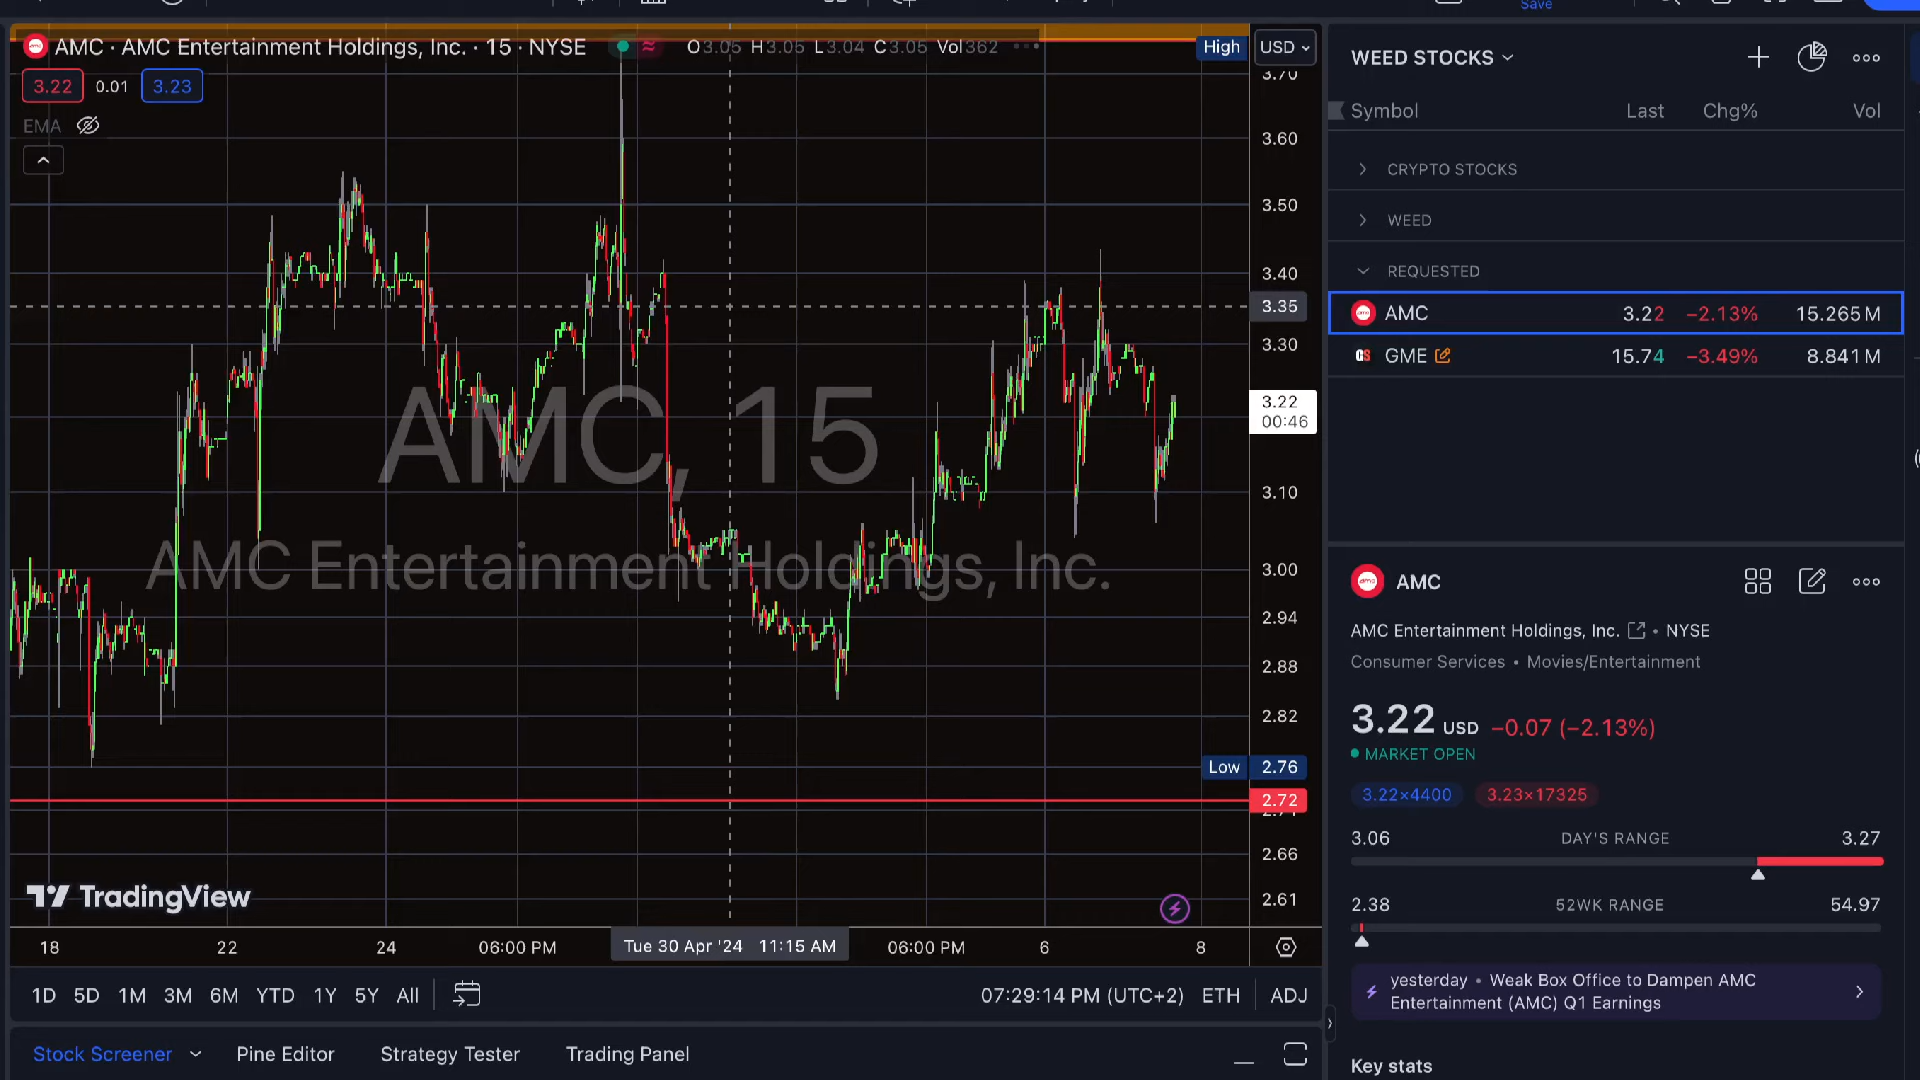 Save
AMC · AMC Entertainment Holdings, Inc. · 15 · NYSE
O3.05 H3.05 L3.04 C3.05 Vol362
High
USD
3.22 0.01 3.23
EMA
3.70
3.60
3.50
3.40
3.35
3.30
3.22
00:46
3.10
3.00
2.94
2.88
2.82
Low 2.76
2.72
2.66
2.61
AMC, 15
AMC Entertainment Holdings, Inc.
TradingView
18 22 24 06:00 PM Tue 30 Apr '24 11:15 AM 06:00 PM 6 8
1D 5D 1M 3M 6M YTD 1Y 5Y All
07:29:14 PM (UTC+2) ETH ADJ
Stock Screener Pine Editor Strategy Tester Trading Panel
WEED STOCKS
Symbol Last Chg% Vol
CRYPTO STOCKS
WEED
REQUESTED
AMC 3.22 −2.13% 15.265 M
GME 15.74 −3.49% 8.841 M
AMC
AMC Entertainment Holdings, Inc. • NYSE
Consumer Services • Movies/Entertainment
3.22 USD −0.07 (−2.13%)
MARKET OPEN
3.22×4400 3.23×17325
3.06 DAY'S RANGE 3.27
2.38 52WK RANGE 54.97
yesterday • Weak Box Office to Dampen AMC
Entertainment (AMC) Q1 Earnings
Key stats